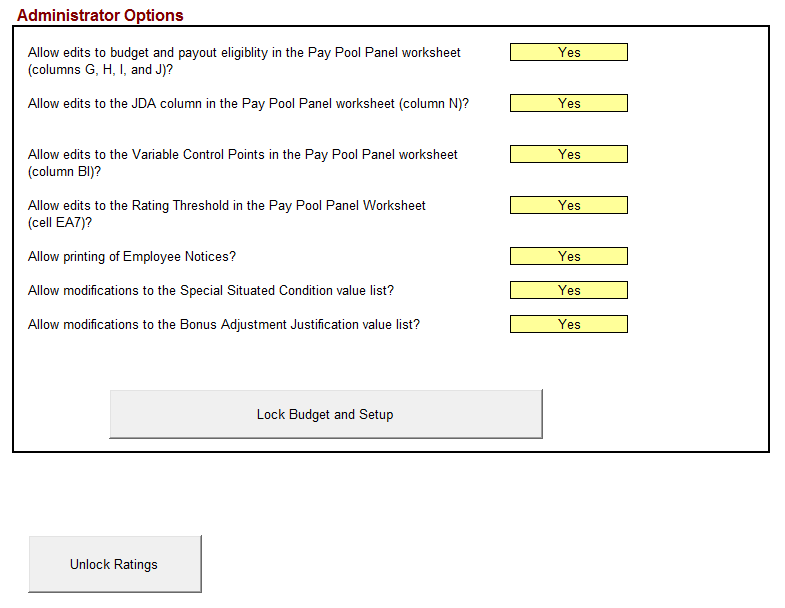 Administrator Options
Allow edits to budget and payout eligiblity in the Pay Pool Panel worksheet Yes
(columns G, H, I, and J)?
Allow edits to the JDA column in the Pay Pool Panel worksheet (column N)? Yes
Allow edits to the Variable Control Points in the Pay Pool Panel worksheet Yes
(column BI)?
Allow edits to the Rating Threshold in the Pay Pool Panel Worksheet Yes
(cell EA7)?
Allow printing of Employee Notices? Yes
Allow modifications to the Special Situated Condition value list? Yes
Allow modifications to the Bonus Adjustment Justification value list? Yes
Lock Budget and Setup
Unlock Ratings